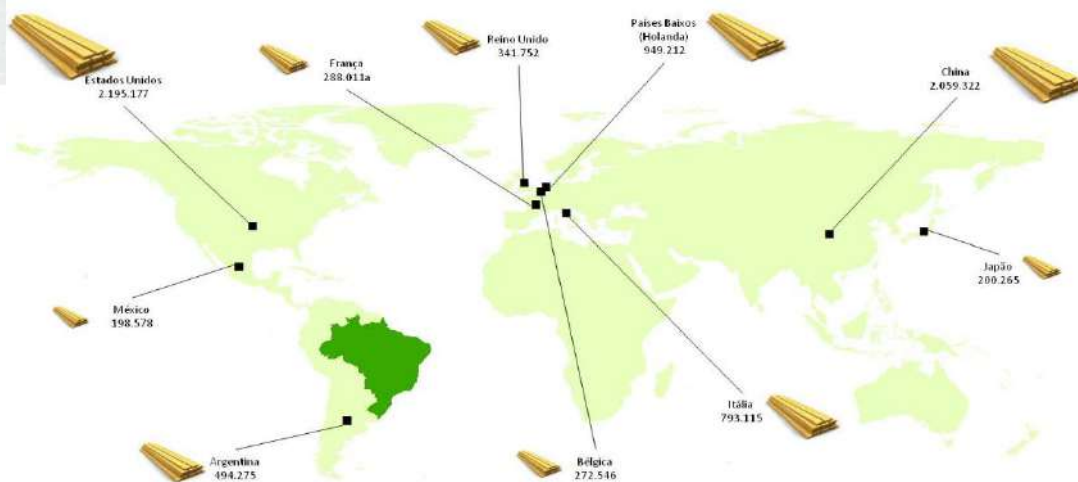 Reino Unido
341.752
Países Baixos
(Holanda)
949.212
França
288.011a
China
2.059.322
Estados Unidos
2.195.177
Japão
200.265
México
198.578
Itália
793.115
Argentina
494.275
Bélgica
272.546